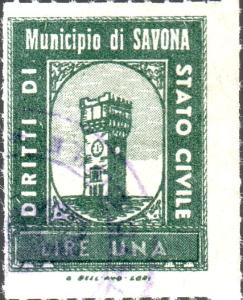 Municipio di SAVONA
DIRITTI DI
STATO CIVILE
LIRE UNA